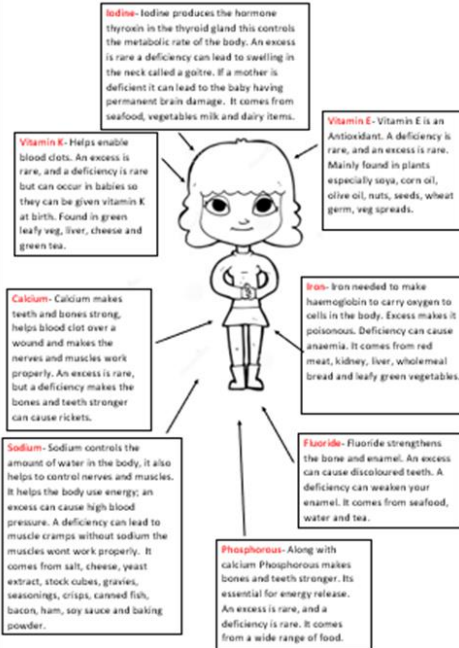 Iodine- Iodine produces the hormone
thyroxin in the thyroid gland this controls
the metabolic rate of the body. An excess
is rare a deficiency can lead to swelling in
the neck called a goitre. If a mother is
deficient it can lead to the baby having
permanent brain damage. It comes from
seafood, vegetables milk and dairy items.
Vitamin E- Vitamin E is an
Antioxidant. A deficiency is
rare, and an excess is rare.
Mainly found in plants
especially soya, corn oil,
olive oil, nuts, seeds, wheat
germ, veg spreads.
Vitamin K- Helps enable
blood clots. An excess is
rare, and a deficiency is rare
but can occur in babies so
they can be given vitamin K
at birth. Found in green
leafy veg, liver, cheese and
green tea.
Iron- Iron needed to make
haemoglobin to carry oxygen to
cells in the body. Excess makes it
poisonous. Deficiency can cause
anaemia. It comes from red
meat, kidney, liver, wholemeal
bread and leafy green vegetables.
Calcium- Calcium makes
teeth and bones strong,
helps blood clot over a
wound and makes the
nerves and muscles work
properly. An excess is rare,
but a deficiency makes the
bones and teeth stronger
can cause rickets.
Fluoride- Fluoride strengthens
the bone and enamel. An excess
can cause discoloured teeth. A
deficiency can weaken your
enamel. It comes from seafood,
water and tea.
Sodium- Sodium controls the
amount of water in the body, it also
helps to control nerves and muscles.
It helps the body use energy; an
excess can cause high blood
pressure. A deficiency can lead to
muscle cramps without sodium the
muscles wont work properly. It
comes from salt, cheese, yeast
extract, stock cubes, gravies,
seasonings, crisps, canned fish,
bacon, ham, soy sauce and baking
powder.
Phosphorous- Along with
calcium Phosphorous makes
bones and teeth stronger. Its
essential for energy release.
An excess is rare, and a
deficiency is rare. It comes
from a wide range of food.